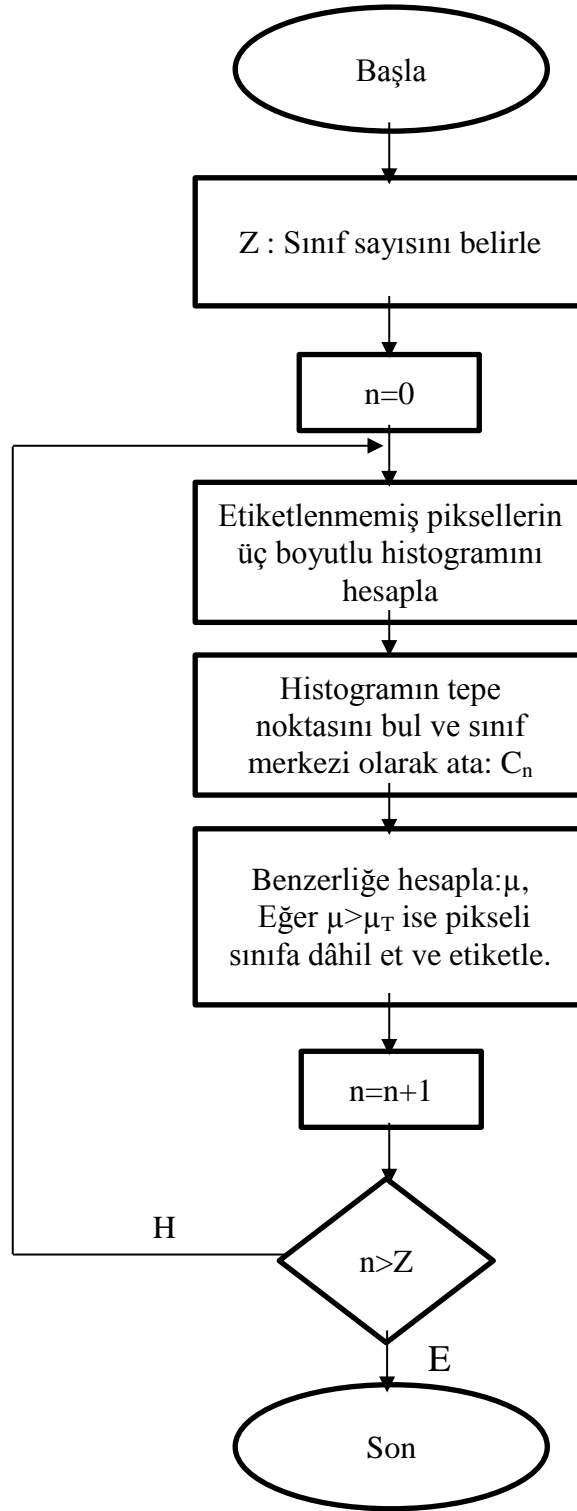 Başla
Z : Sınıf sayısını belirle
n=0
Etiketlenmemiş piksellerin
üç boyutlu histogramını
hesapla
Histogramın tepe
noktasını bul ve sınıf
merkezi olarak ata: Cₙ
Benzerliğe hesapla:µ,
Eğer µ>µ_T ise pikseli
sınıfa dâhil et ve etiketle.
n=n+1
H
n>Z
E
Son